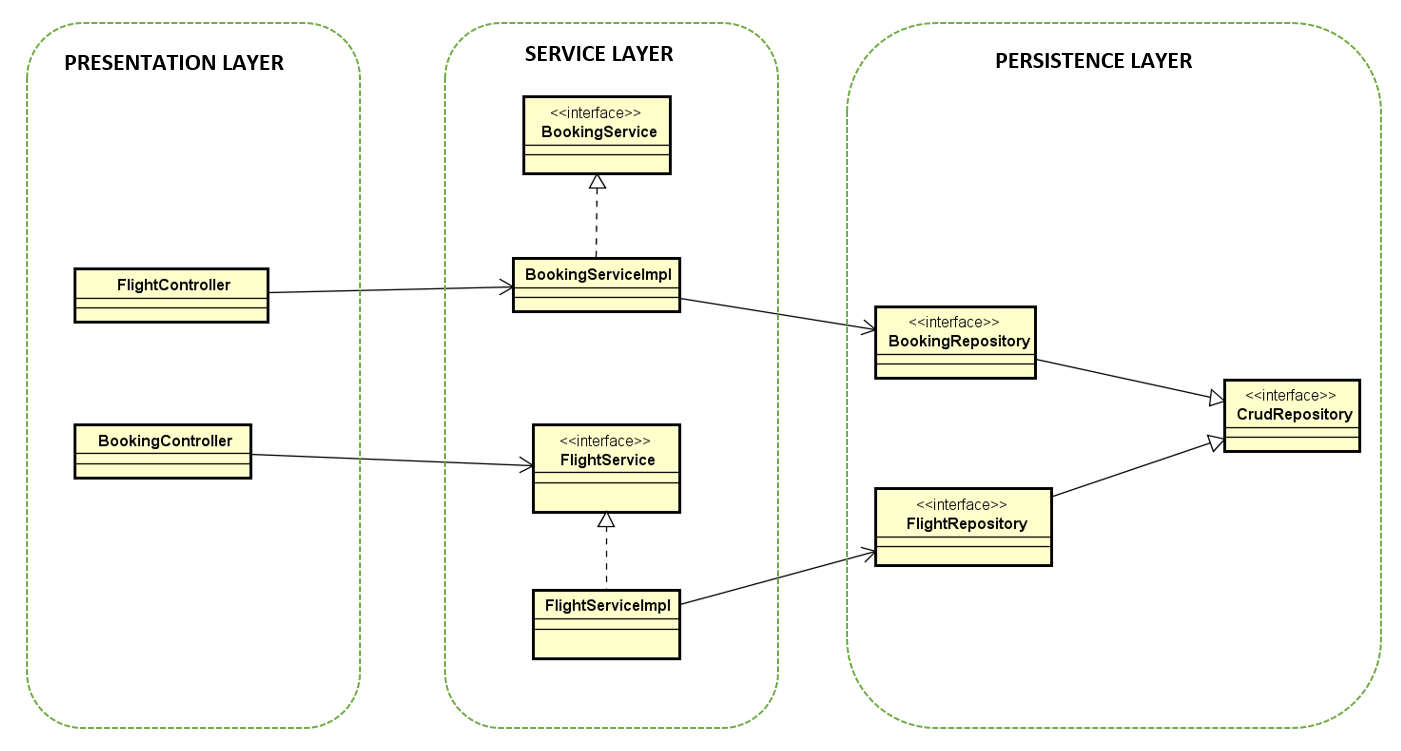 PRESENTATION LAYER
SERVICE LAYER
PERSISTENCE LAYER
<<interface>>
BookingService
FlightController
BookingServiceImpl
<<interface>>
BookingRepository
<<interface>>
CrudRepository
BookingController
<<interface>>
FlightService
<<interface>>
FlightRepository
FlightServiceImpl